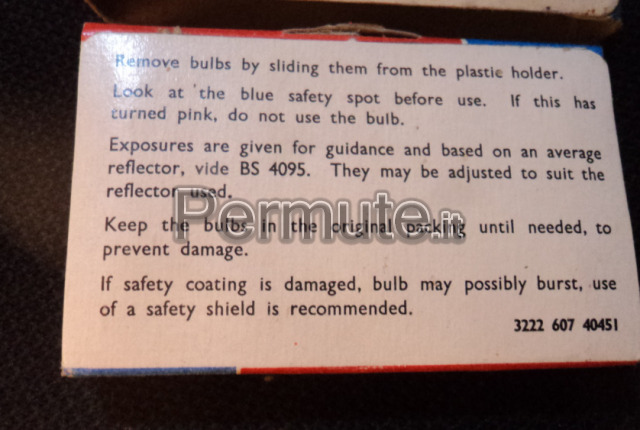 Remove bulbs by sliding them from the plastic holder.
Look at the blue safety spot before use. If this has
turned pink, do not use the bulb.
Exposures are given for guidance and based on an average
reflector, vide BS 4095. They may be adjusted to suit the
reflector used.
Permute.it
Keep the bulbs in the original packing until needed, to
prevent damage.
If safety coating is damaged, bulb may possibly burst, use
of a safety shield is recommended.
3222 607 40451